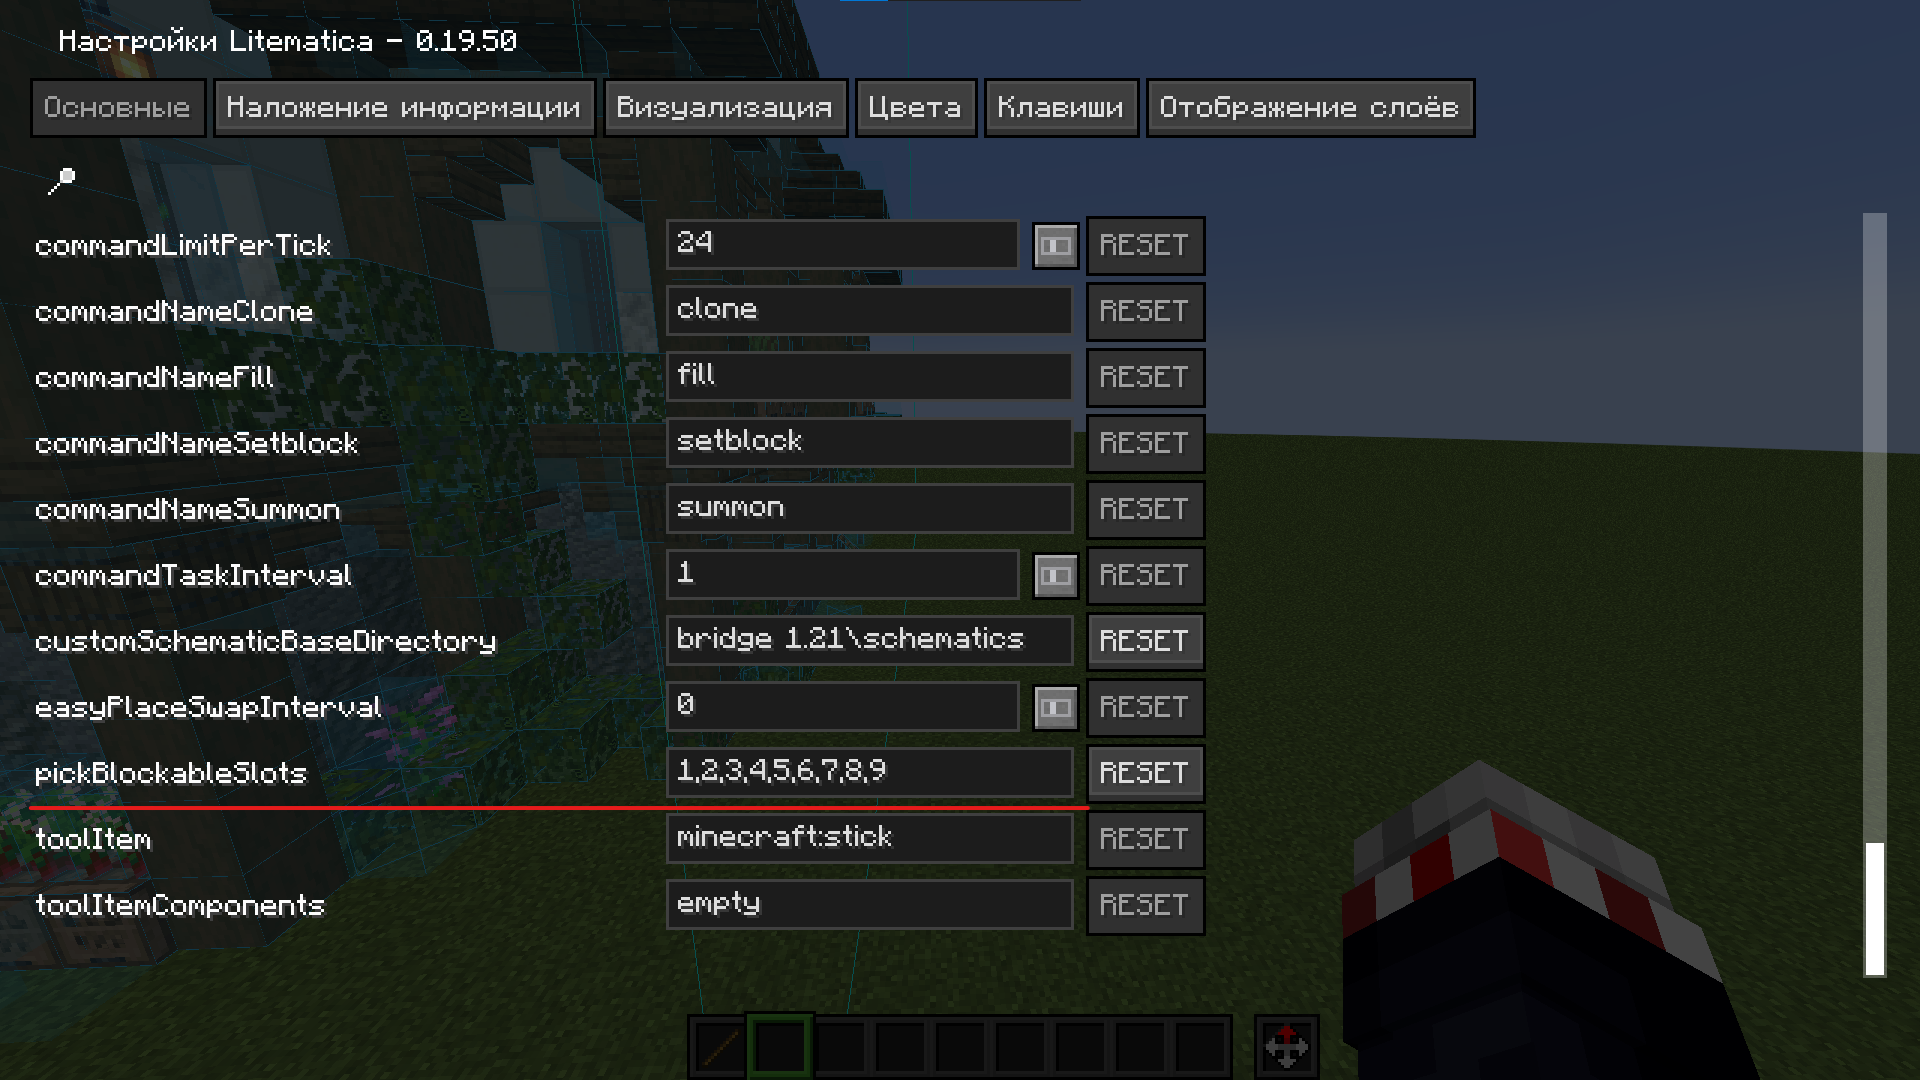 Настройки Litematica - 0.19.50
Основные Наложение информации Визуализация Цвета Клавиши Отображение слоёв
commandLimitPerTick 24 RESET
commandNameClone clone RESET
commandNameFill fill RESET
commandNameSetblock setblock RESET
commandNameSummon summon RESET
commandTaskInterval 1 RESET
customSchematicBaseDirectory bridge 1.21\schematics RESET
easyPlaceSwapInterval 0 RESET
pickBlockableSlots 1,2,3,4,5,6,7,8,9 RESET
toolItem minecraft:stick RESET
toolItemComponents empty RESET